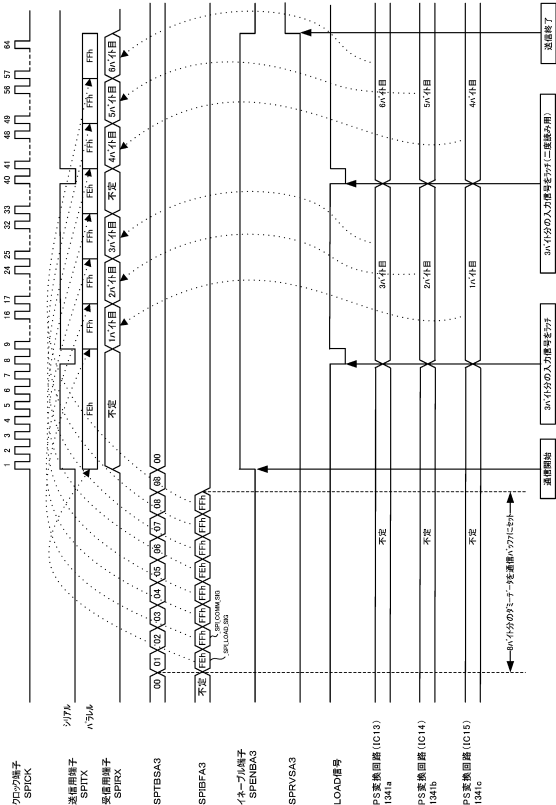 クロック端子
SPICK
1 2 3 4 5 6 7 8 9 16 17 24 25 32 33 40 41 48 49 56 57 64
シリアル
送信用端子
SPITX
パラレル
FEh FFh FFh FFh FEh FFh FFh FFh
受信用端子
SPIRX
不定 1バイト目 2バイト目 3バイト目 不定 4バイト目 5バイト目 6バイト目
SPTBSA3
00 01 02 03 04 05 06 07 08 08 00
SPIBFA3
不定 FEh FFh FFh FFh FEh FFh FFh FFh
SPI_LOAD_SIG
SPI_COMM_SIG
イネーブル端子
SPENBA3
SPRVSA3
LOAD信号
PS変換回路(IC13)
1341a
不定 3バイト目 6バイト目
PS変換回路(IC14)
1341b
不定 2バイト目 5バイト目
PS変換回路(IC15)
1341c
不定 1バイト目 4バイト目
8バイト分のダミーデータを通信バッファにセット
通信開始
3バイト分の入力信号をラッチ
3バイト分の入力信号をラッチ(二度読み用)
送信終了